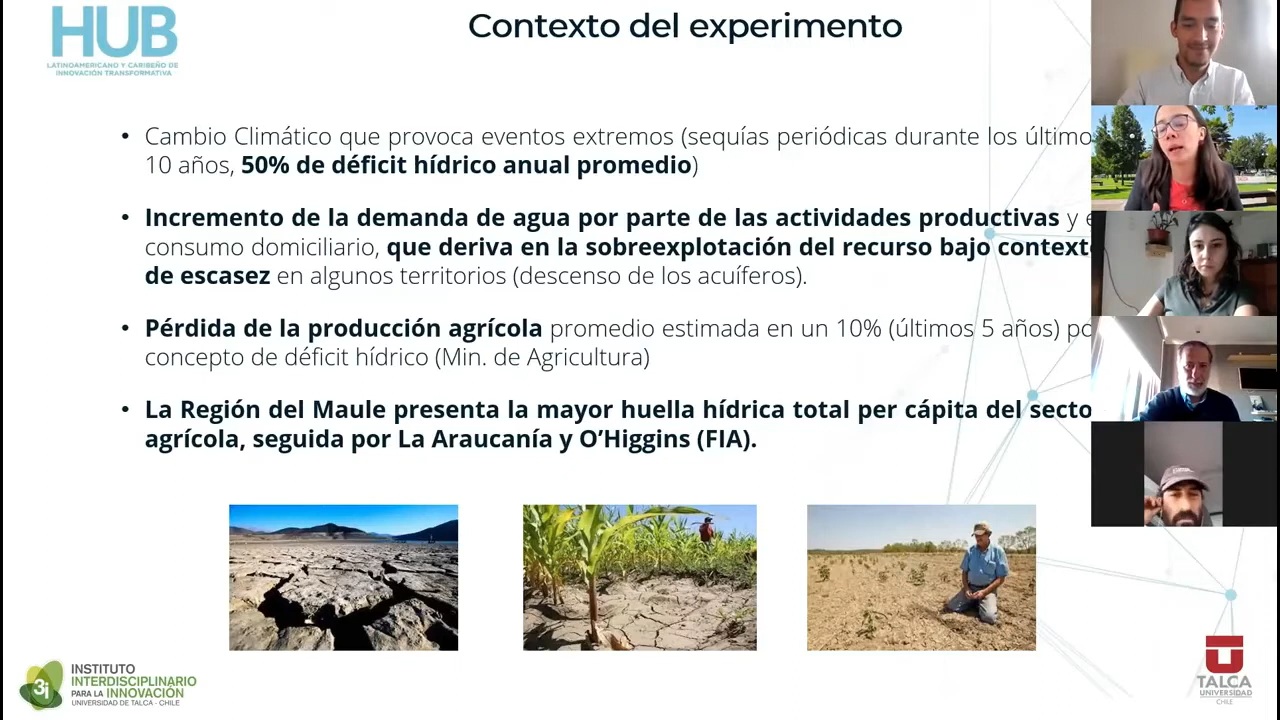 HUB
LATINOAMERICANO Y CARIBEÑO DE
INNOVACIÓN TRANSFORMATIVA
Contexto del experimento
• Cambio Climático que provoca eventos extremos (sequías periódicas durante los último
10 años, 50% de déficit hídrico anual promedio)
• Incremento de la demanda de agua por parte de las actividades productivas y e
consumo domiciliario, que deriva en la sobreexplotación del recurso bajo contexto
de escasez en algunos territorios (descenso de los acuíferos).
• Pérdida de la producción agrícola promedio estimada en un 10% (últimos 5 años) po
concepto de déficit hídrico (Min. de Agricultura)
• La Región del Maule presenta la mayor huella hídrica total per cápita del secto
agrícola, seguida por La Araucanía y O’Higgins (FIA).
3i
INSTITUTO
INTERDISCIPLINARIO
PARA LA INNOVACIÓN
UNIVERSIDAD DE TALCA - CHILE
TALCA
UNIVERSIDAD
CHILE